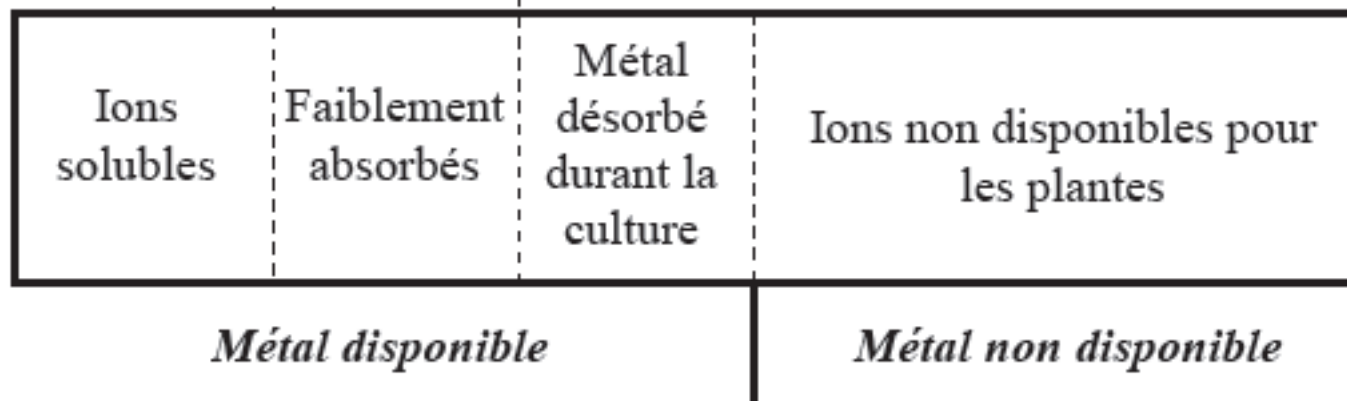 Ions
solubles
Faiblement
absorbés
Métal
désorbé
durant la
culture
Ions non disponibles pour
les plantes
Métal disponible
Métal non disponible